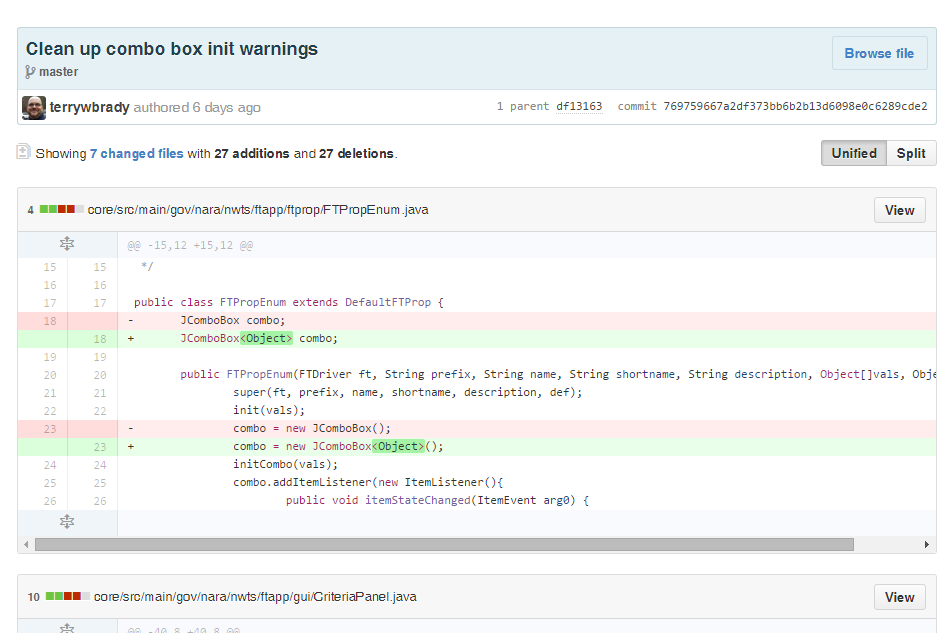 Clean up combo box init warnings
Browse file
master
terrywbrady authored 6 days ago
1 parent df13163 commit 769759667a2df373bb6b2b13d6098e0c6289cde2
Showing 7 changed files with 27 additions and 27 deletions.
Unified Split
4 core/src/main/gov/nara/nwts/ftapp/ftprop/FTPropEnum.java View
@@ -15,12 +15,12 @@
15 15 */
16 16
17 17 public class FTPropEnum extends DefaultFTProp {
18 - JComboBox combo;
18 + JComboBox<Object> combo;
19 19
20 20 public FTPropEnum(FTDriver ft, String prefix, String name, String shortname, String description, Object[]vals, Obje
21 21 super(ft, prefix, name, shortname, description, def);
22 22 init(vals);
23 - combo = new JComboBox();
23 + combo = new JComboBox<Object>();
24 24 initCombo(vals);
25 25 combo.addItemListener(new ItemListener(){
26 26 public void itemStateChanged(ItemEvent arg0) {
10 core/src/main/gov/nara/nwts/ftapp/gui/CriteriaPanel.java View
@@ -40,8 +40,8 @@